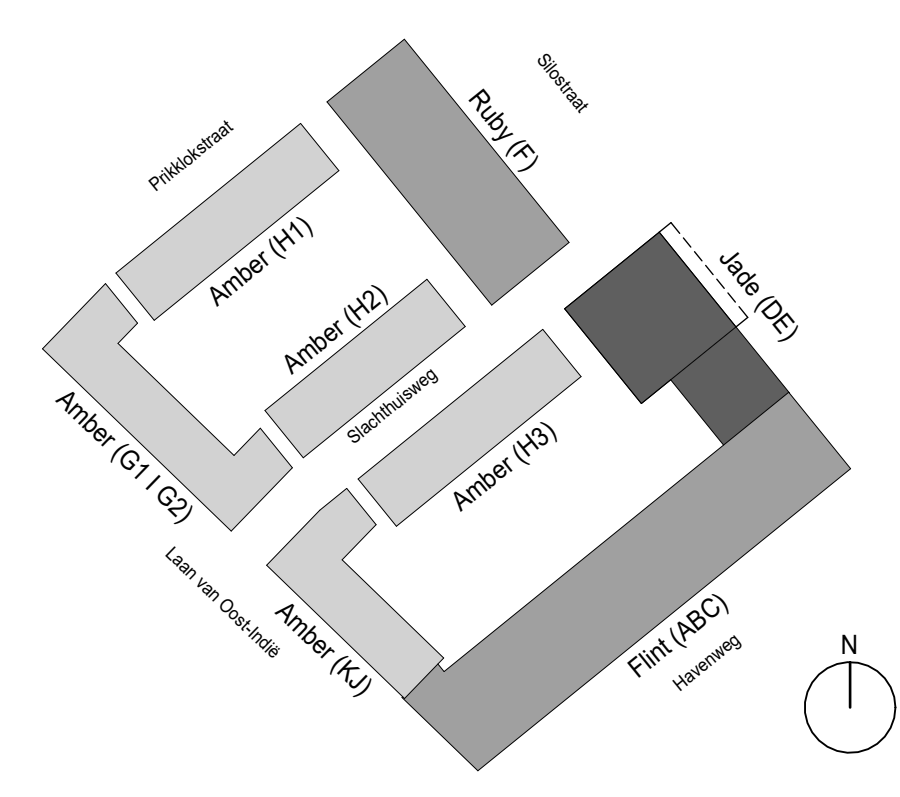 Silostraat
Ruby (F)
Prikklokstraat
Amber (H1)
Jade (DE)
Amber (H2)
Slachthuisweg
Amber (G1 I G2)
Amber (H3)
Laan van Oost-Indië
Amber (KJ)
Flint (ABC)
Havenweg
N